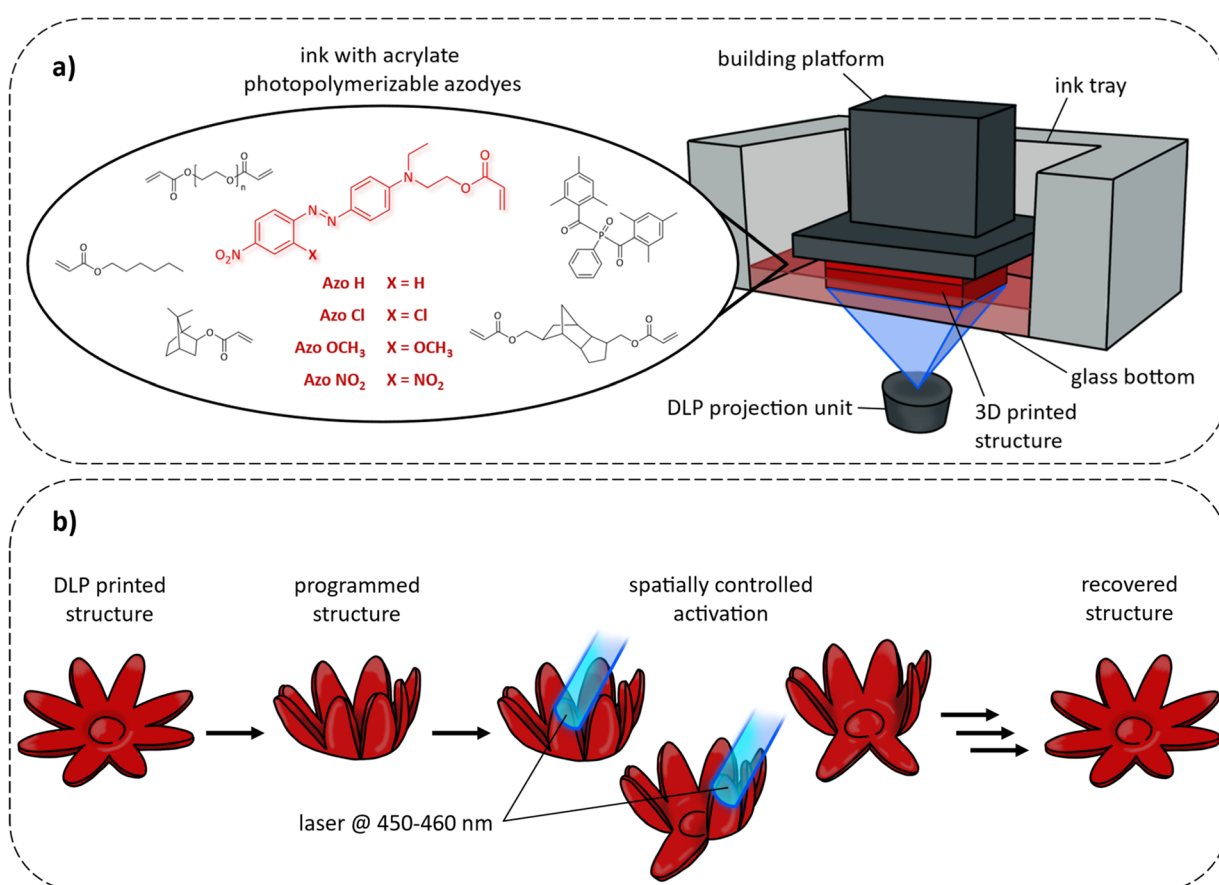 a)
ink with acrylate
photopolymerizable azodyes
building platform
ink tray
O
O
O
n
O
O
N
O
O
N
N
O₂N
X
O
O
P
O
O
O
O
Azo H X = H
Azo Cl X = Cl
Azo OCH₃ X = OCH₃
Azo NO₂ X = NO₂
O
O
O
O
O
O
glass bottom
DLP projection unit
3D printed
structure
b)
DLP printed
structure
programmed
structure
spatially controlled
activation
recovered
structure
laser @ 450-460 nm